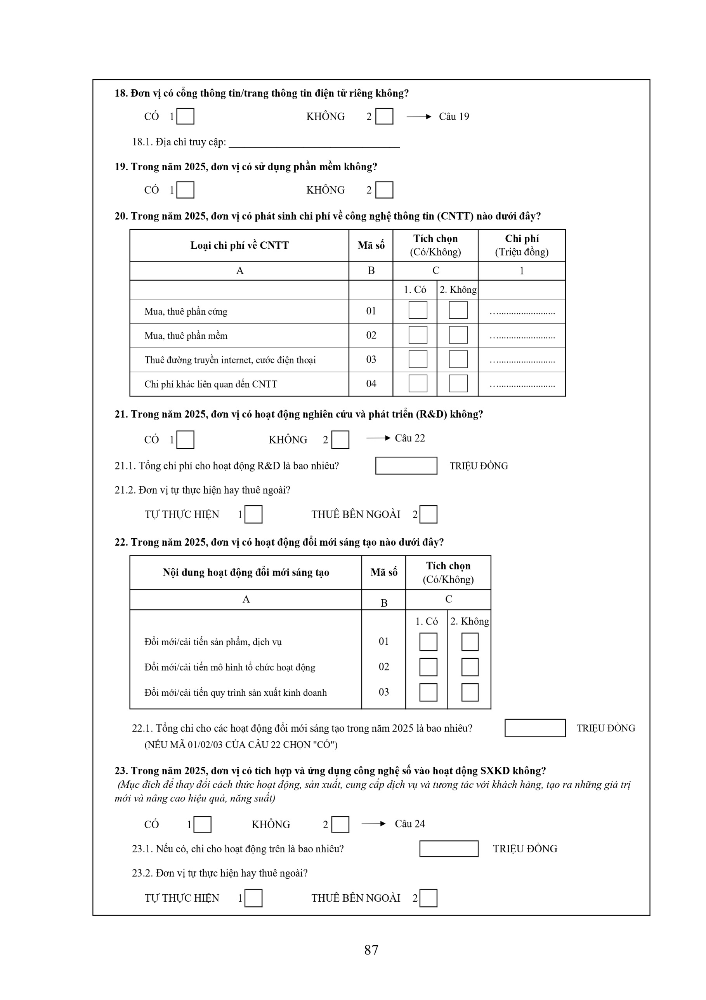 18. Đơn vị có cổng thông tin/trang thông tin điện tử riêng không?
CÓ 1 KHÔNG 2 Câu 19
18.1. Địa chỉ truy cập: ________________________________
19. Trong năm 2025, đơn vị có sử dụng phần mềm không?
CÓ 1 KHÔNG 2
20. Trong năm 2025, đơn vị có phát sinh chi phí về công nghệ thông tin (CNTT) nào dưới đây?
Loại chi phí về CNTT Mã số Tích chọn (Có/Không) Chi phí (Triệu đồng)
A B C 1
1. Có 2. Không
Mua, thuê phần cứng 01 ….......................
Mua, thuê phần mềm 02 ….......................
Thuê đường truyền internet, cước điện thoại 03 ….......................
Chi phí khác liên quan đến CNTT 04 ….......................
21. Trong năm 2025, đơn vị có hoạt động nghiên cứu và phát triển (R&D) không?
CÓ 1 KHÔNG 2 Câu 22
21.1. Tổng chi phí cho hoạt động R&D là bao nhiêu? TRIỆU ĐỒNG
21.2. Đơn vị tự thực hiện hay thuê ngoài?
TỰ THỰC HIỆN 1 THUÊ BÊN NGOÀI 2
22. Trong năm 2025, đơn vị có hoạt động đổi mới sáng tạo nào dưới đây?
Nội dung hoạt động đổi mới sáng tạo Mã số Tích chọn (Có/Không)
A B C
1. Có 2. Không
Đổi mới/cải tiến sản phẩm, dịch vụ 01
Đổi mới/cải tiến mô hình tổ chức hoạt động 02
Đổi mới/cải tiến quy trình sản xuất kinh doanh 03
22.1. Tổng chi cho các hoạt động đổi mới sáng tạo trong năm 2025 là bao nhiêu? TRIỆU ĐỒNG
(NẾU MÃ 01/02/03 CỦA CÂU 22 CHỌN "CÓ")
23. Trong năm 2025, đơn vị có tích hợp và ứng dụng công nghệ số vào hoạt động SXKD không?
(Mục đích để thay đổi cách thức hoạt động, sản xuất, cung cấp dịch vụ và tương tác với khách hàng, tạo ra những giá trị
mới và nâng cao hiệu quả, năng suất)
CÓ 1 KHÔNG 2 Câu 24
23.1. Nếu có, chi cho hoạt động trên là bao nhiêu? TRIỆU ĐỒNG
23.2. Đơn vị tự thực hiện hay thuê ngoài?
TỰ THỰC HIỆN 1 THUÊ BÊN NGOÀI 2
87